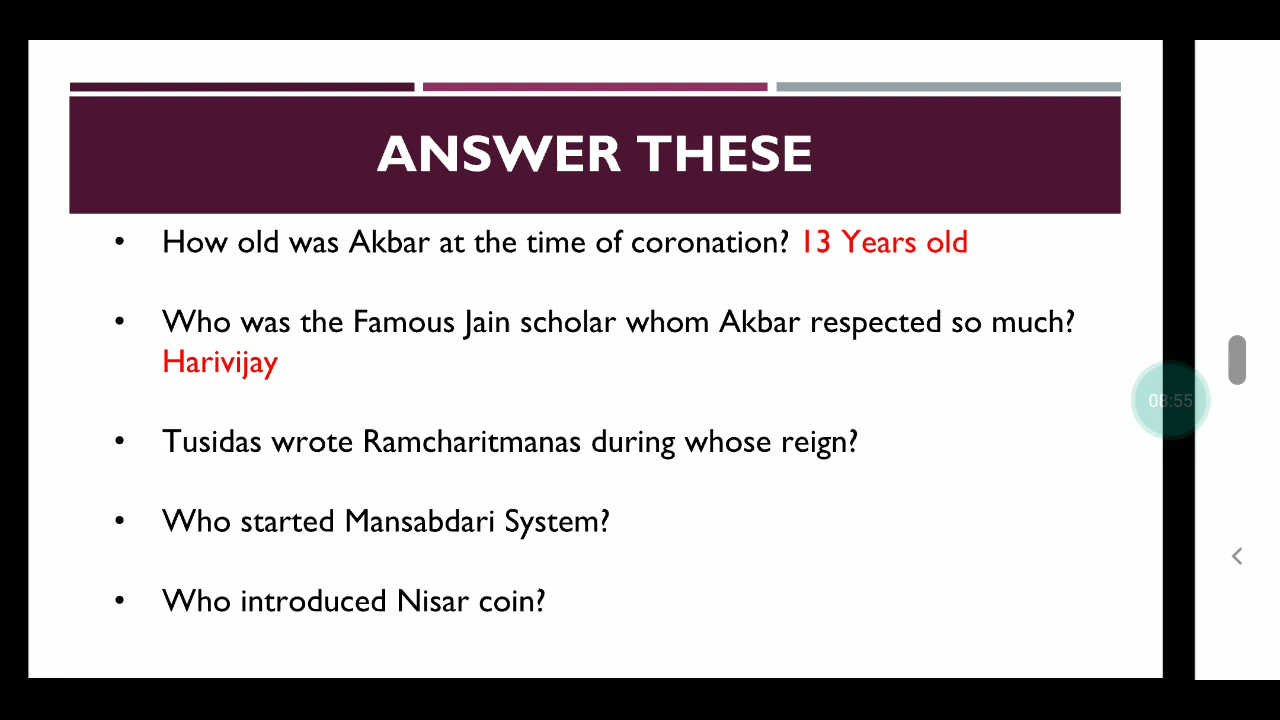 ANSWER THESE
• How old was Akbar at the time of coronation? 13 Years old
• Who was the Famous Jain scholar whom Akbar respected so much?
Harivijay
• Tusidas wrote Ramcharitmanas during whose reign?
• Who started Mansabdari System?
• Who introduced Nisar coin?
08:55